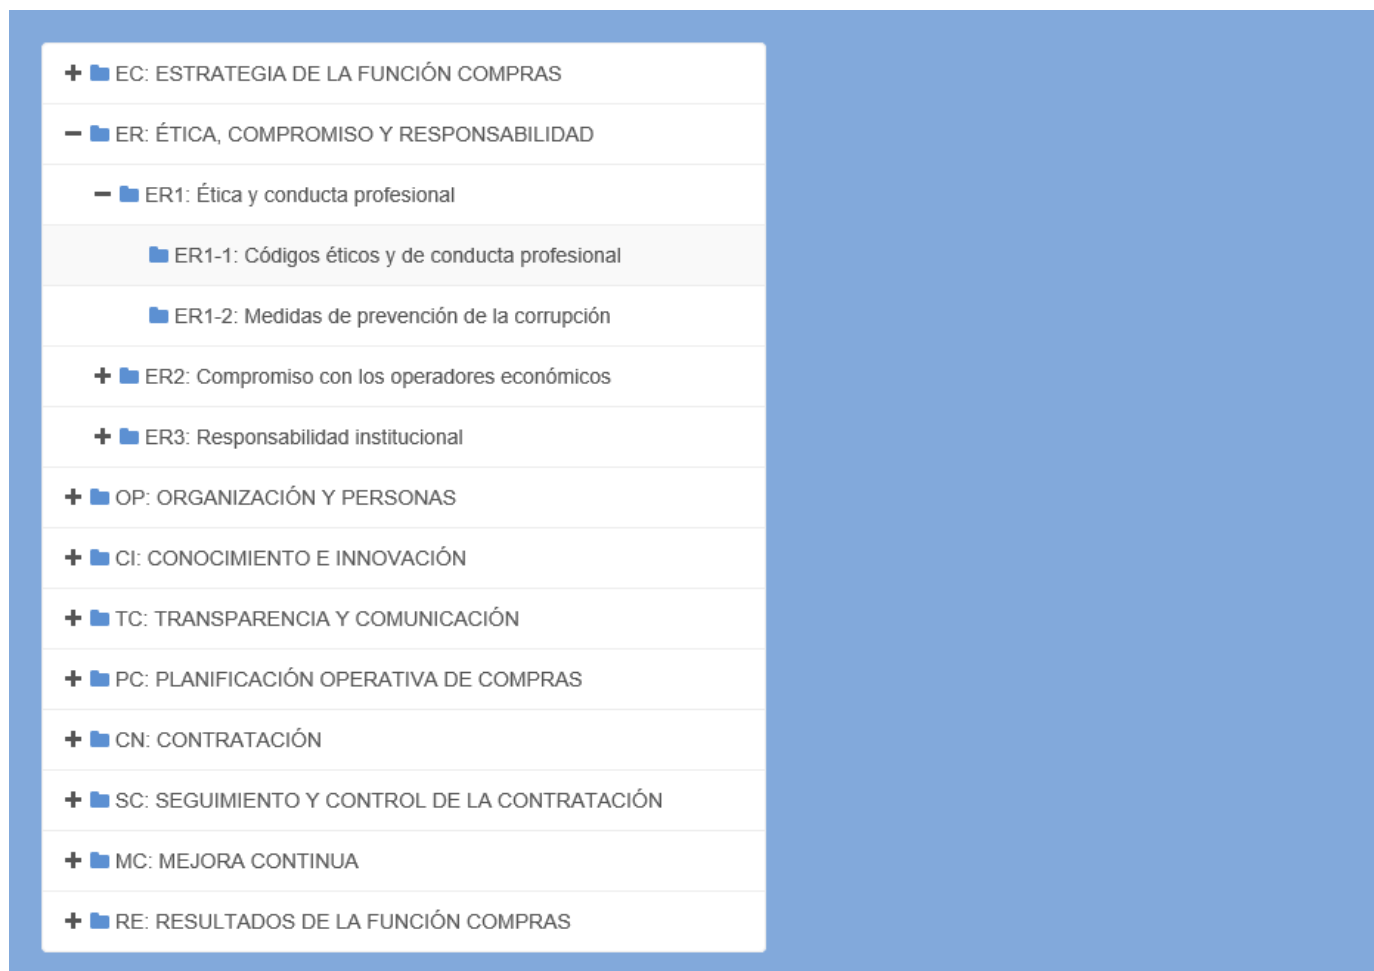 EC: ESTRATEGIA DE LA FUNCIÓN COMPRAS
ER: ÉTICA, COMPROMISO Y RESPONSABILIDAD
ER1: Ética y conducta profesional
ER1-1: Códigos éticos y de conducta profesional
ER1-2: Medidas de prevención de la corrupción
ER2: Compromiso con los operadores económicos
ER3: Responsabilidad institucional
OP: ORGANIZACIÓN Y PERSONAS
CI: CONOCIMIENTO E INNOVACIÓN
TC: TRANSPARENCIA Y COMUNICACIÓN
PC: PLANIFICACIÓN OPERATIVA DE COMPRAS
CN: CONTRATACIÓN
SC: SEGUIMIENTO Y CONTROL DE LA CONTRATACIÓN
MC: MEJORA CONTINUA
RE: RESULTADOS DE LA FUNCIÓN COMPRAS